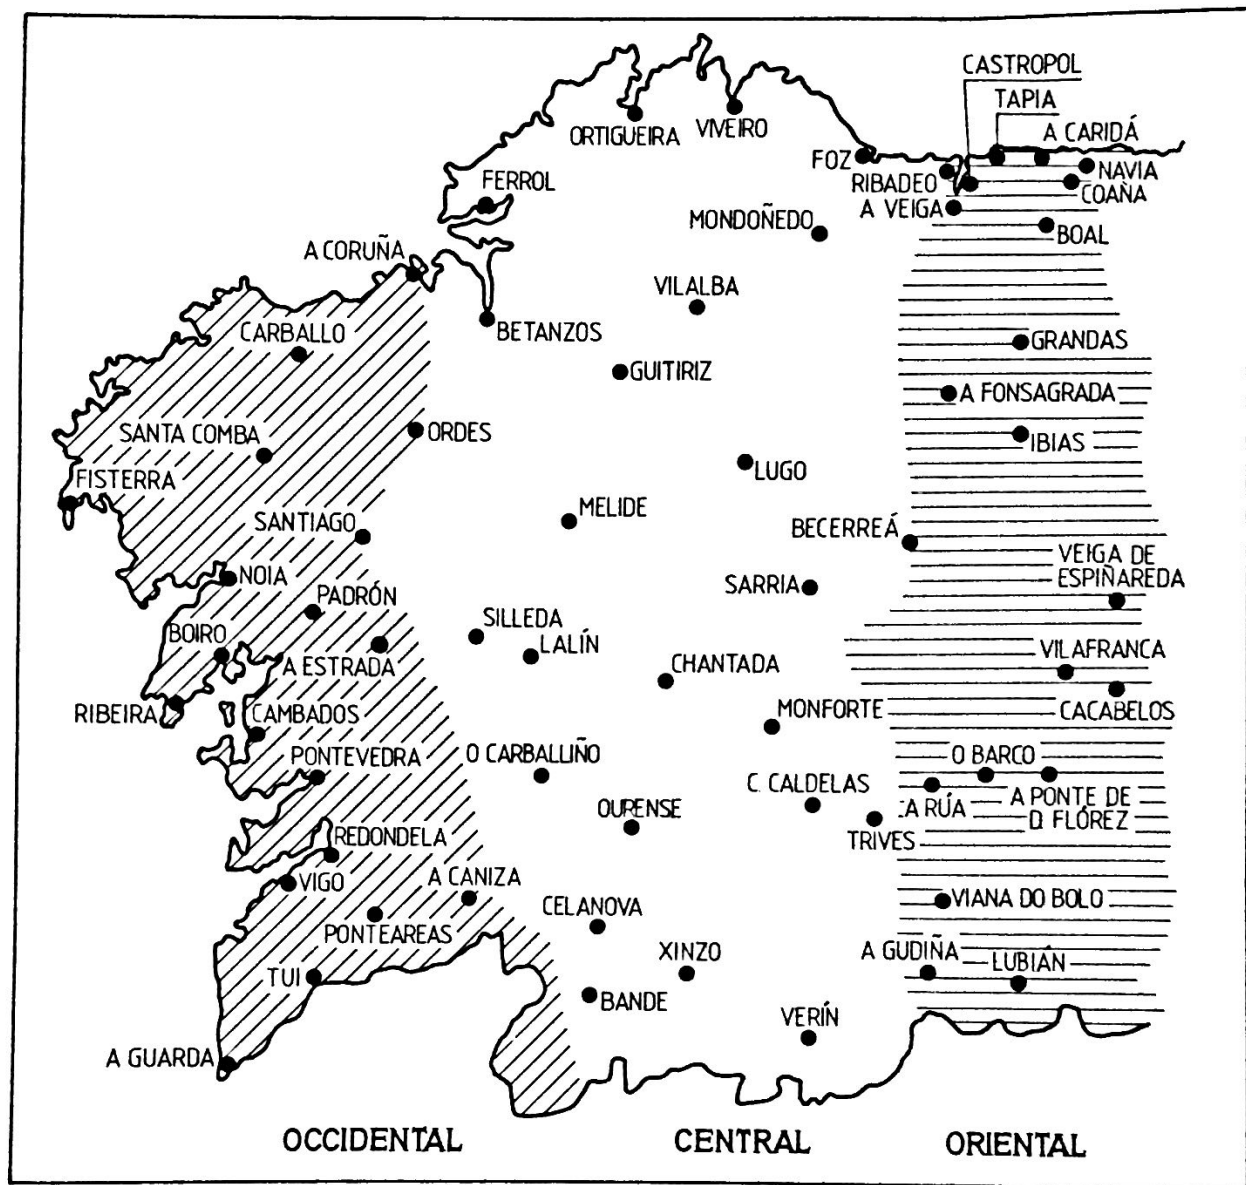 CASTROPOL
TAPIA
A CARIDÁ
ORTIGUEIRA
VIVEIRO
FOZ
NAVIA
RIBADEO
COAÑA
FERROL
A VEIGA
MONDOÑEDO
BOAL
A CORUÑA
VILALBA
BETANZOS
CARBALLO
GRANDAS
GUITIRIZ
A FONSAGRADA
SANTA COMBA
ORDES
IBIAS
LUGO
FISTERRA
MELIDE
SANTIAGO
BECERREÁ
VEIGA DE
ESPIÑAREDA
NOIA
SARRIA
PADRÓN
SILLEDA
BOIRO
LALÍN
VILAFRANCA
A ESTRADA
CHANTADA
RIBEIRA
CAMBADOS
MONFORTE
CACABELOS
PONTEVEDRA
O CARBALLIÑO
O BARCO
C. CALDELAS
A RÚA
A PONTE DE
D. FLÓREZ
OURENSE
TRIVES
REDONDELA
VIGO
A CANIZA
VIANA DO BOLO
CELANOVA
PONTEAREAS
XINZO
A GUDIÑA
LUBIÁN
TUI
BANDE
VERÍN
A GUARDA
OCCIDENTAL
CENTRAL
ORIENTAL